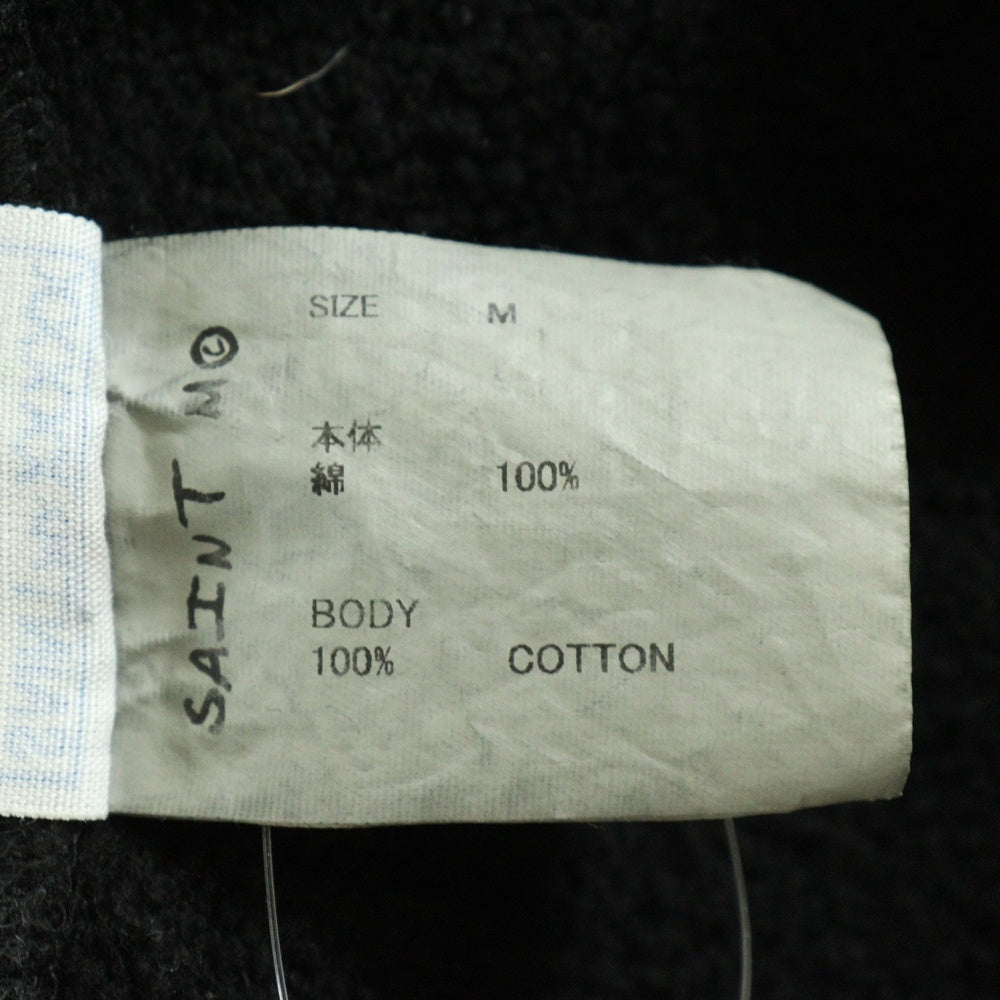 SAINT M©
SIZE M
本体
綿 100%
BODY
100% COTTON